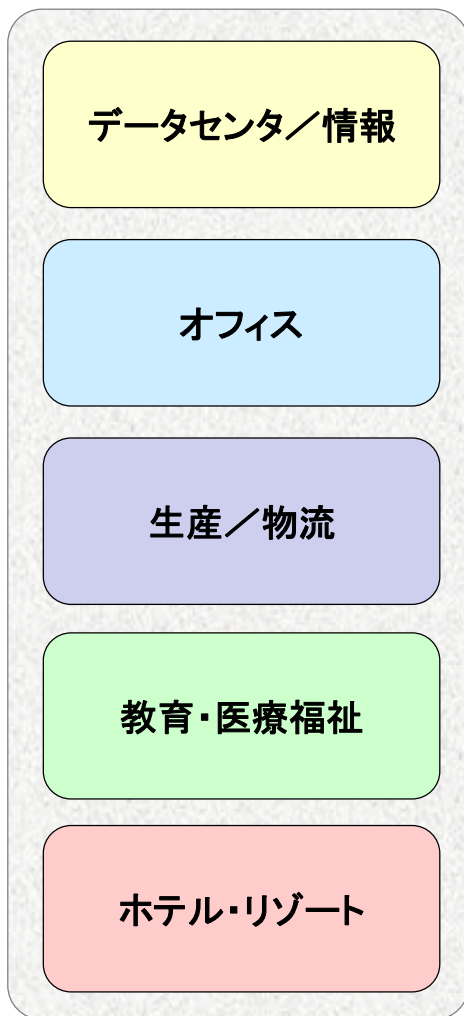 データセンタ／情報
オフィス
生産／物流
教育・医療福祉
ホテル・リゾート